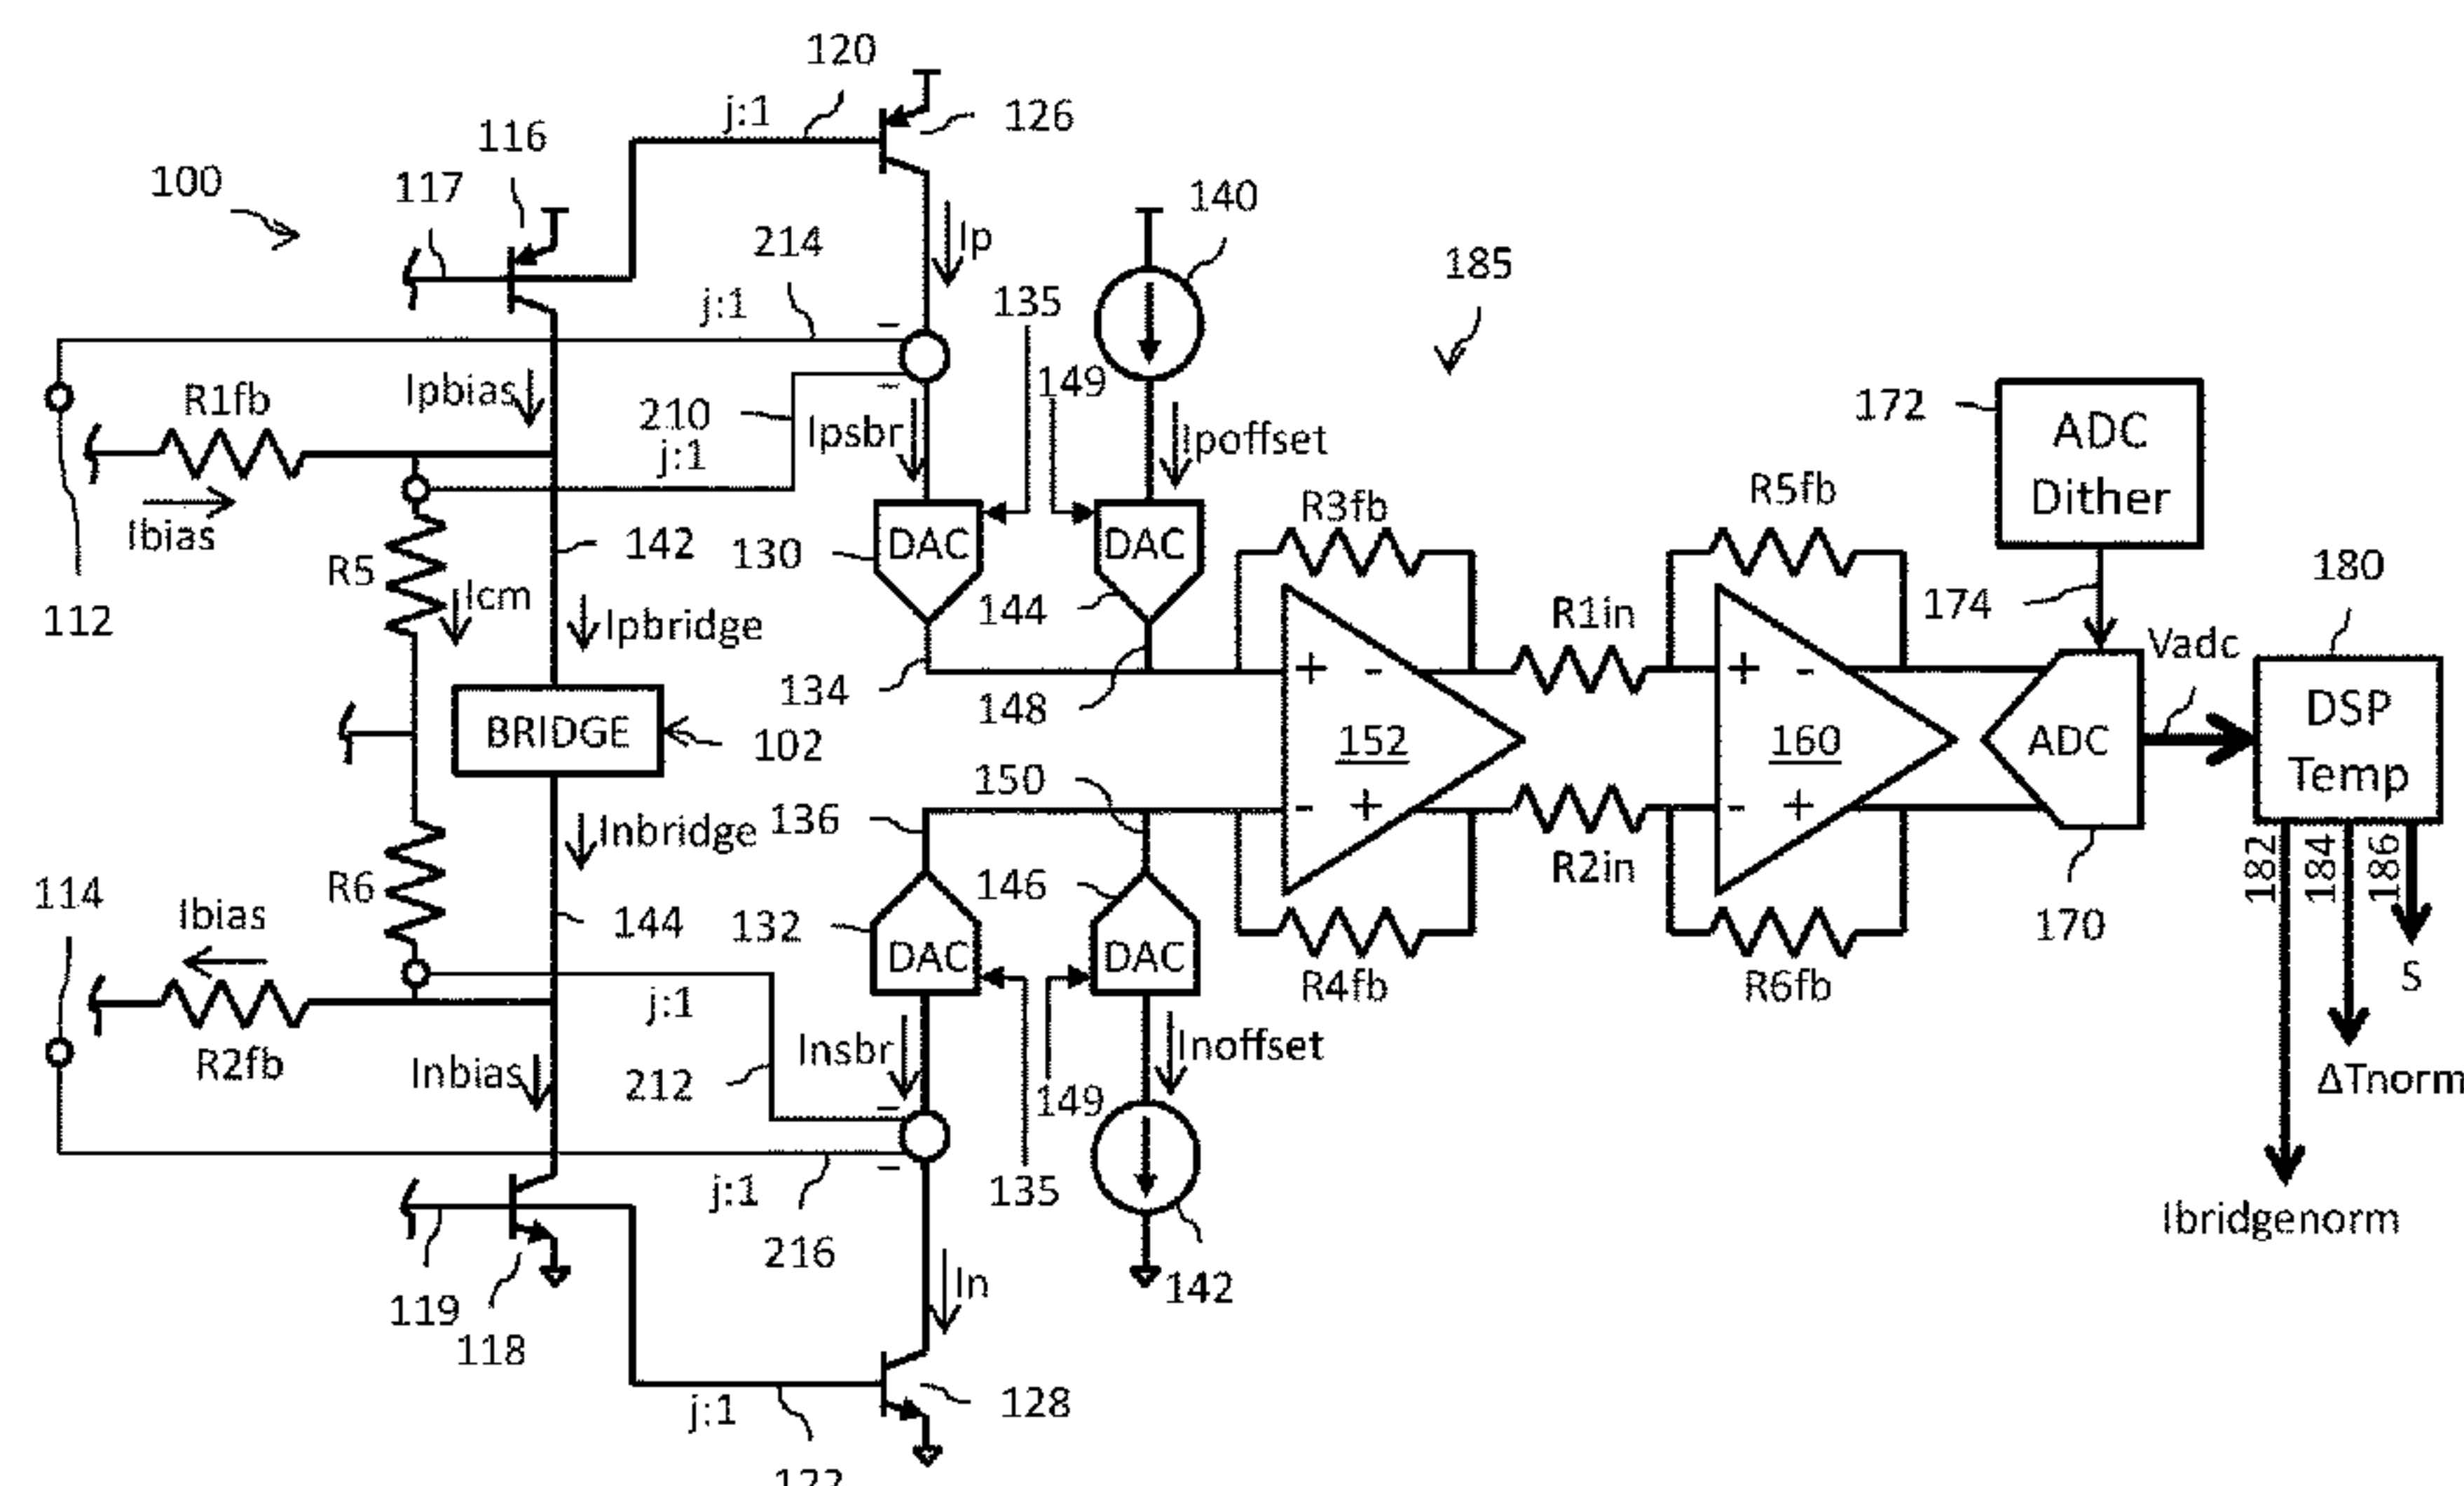 120
j:1
126
116
100
117
140
214
Ip
185
135
j:1
149
172
ADC
Dither
Ipbias
R1fb
210
Ipsbr
Ipoffset
j:1
R3fb
R5fb
Ibias
142
130
DAC
DAC
180
R5
Icm
144
R1in
174
112
Ipbridge
Vadc
134
148
+ -
+ -
DSP
Temp
BRIDGE
102
152
160
ADC
150
- +
- +
136
Inbridge
R2in
182
184
186
114
R6
146
Ibias
144
132
170
DAC
DAC
R4fb
R6fb
S
j:1
Insbr
Inoffset
R2fb
Inbias
212
149
ΔTnorm
j:1
135
Ibridgenorm
216
In
142
119
118
j:1
128